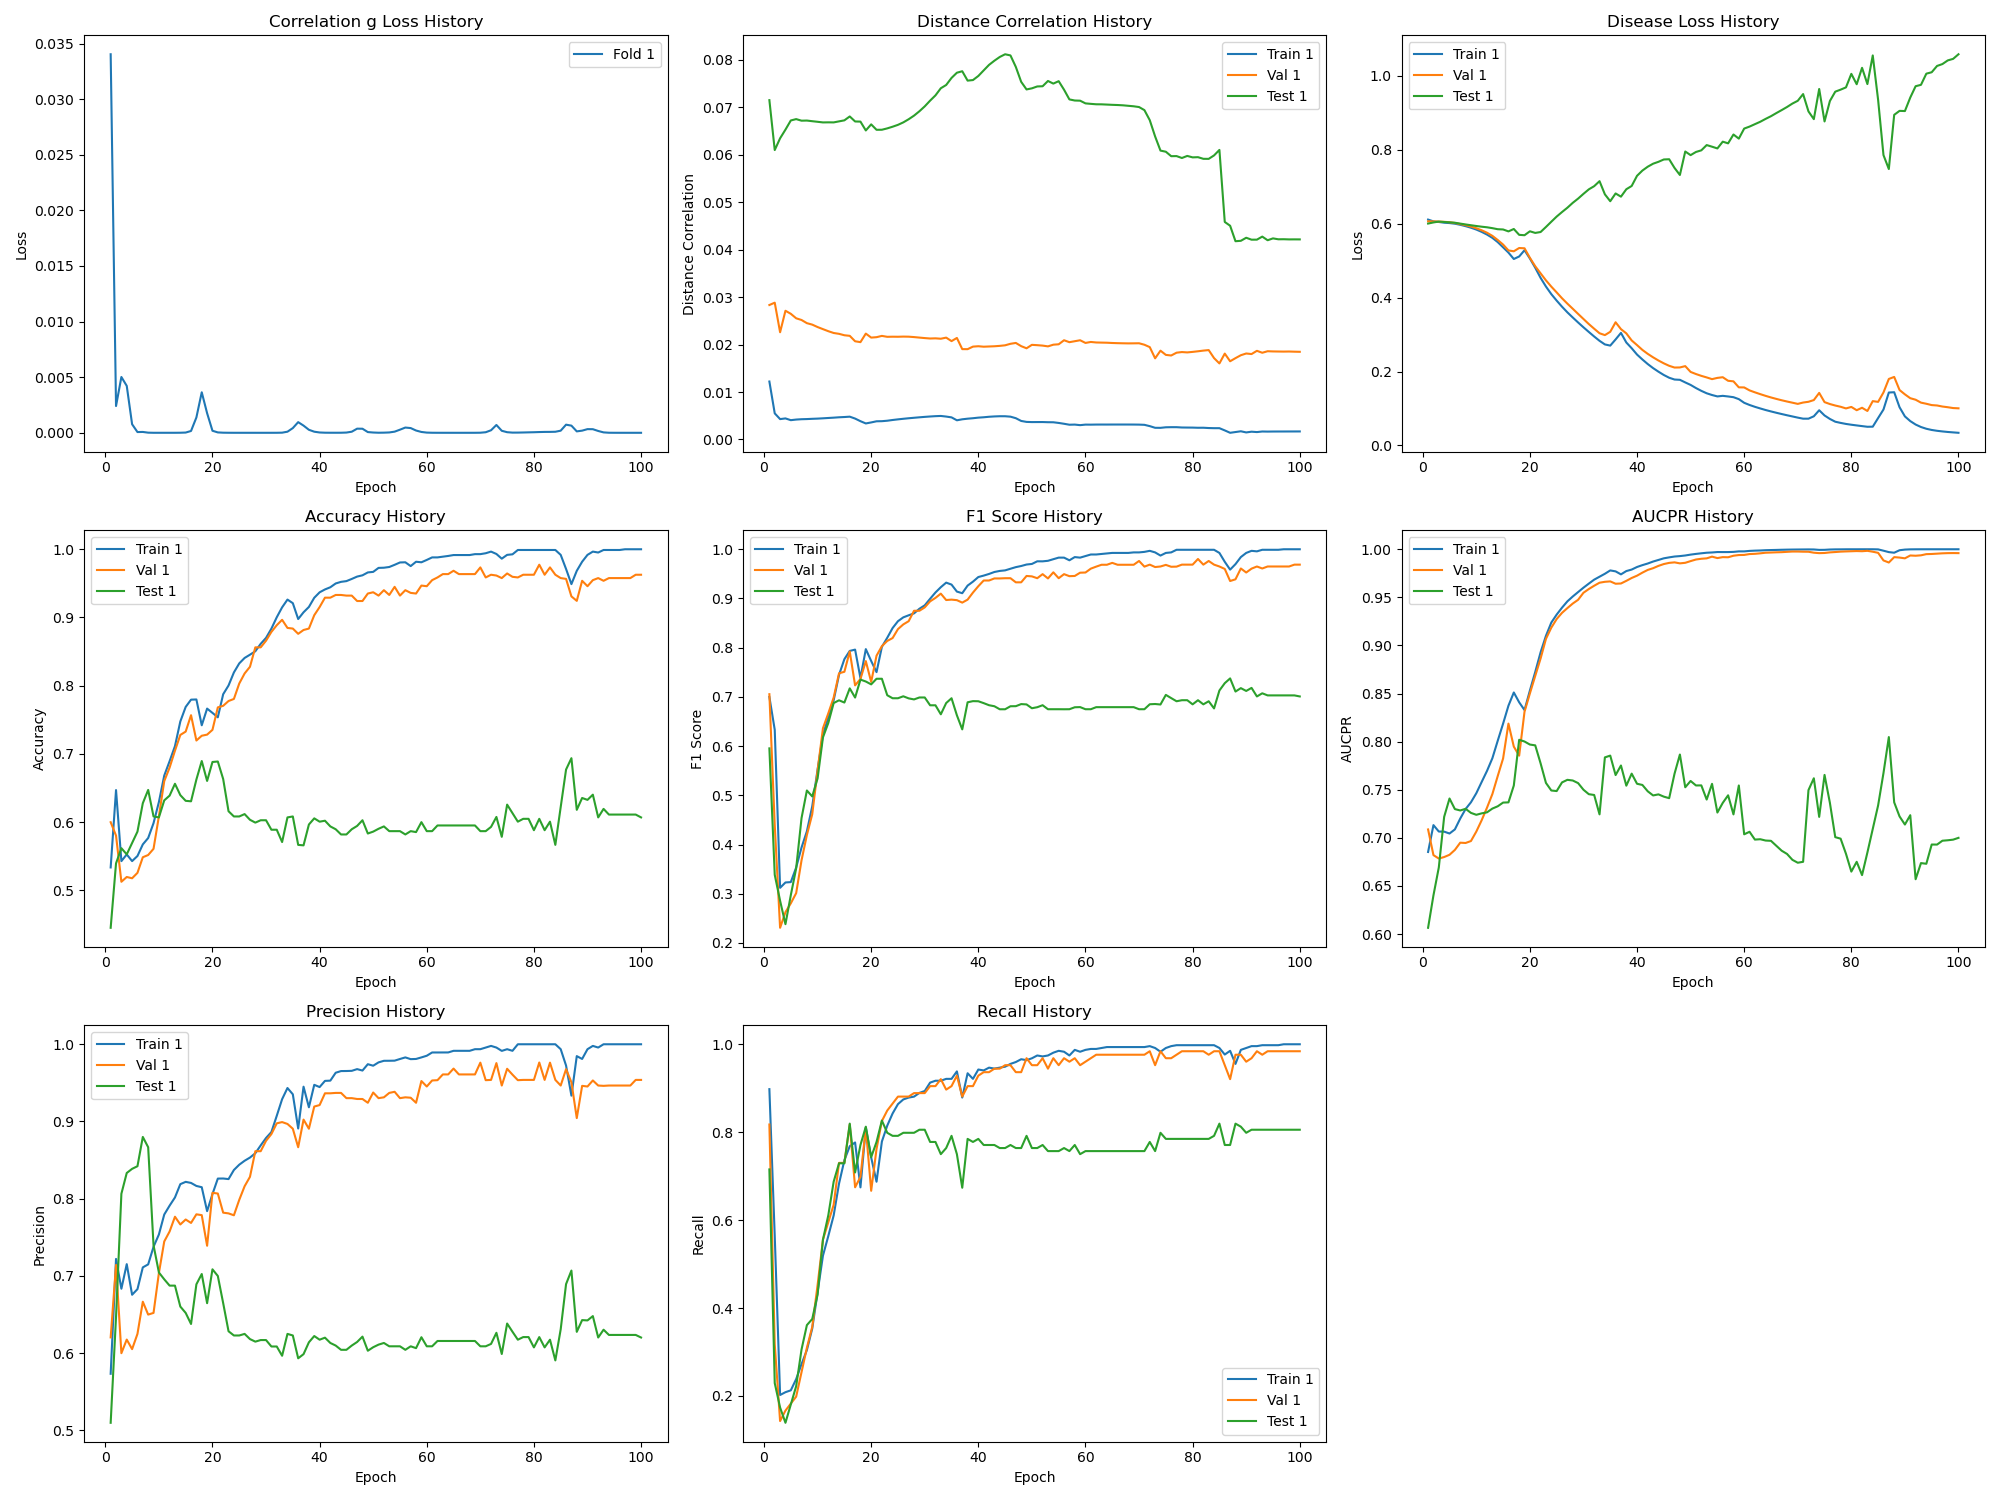 Correlation g Loss History
Fold 1
0.035
0.030
0.025
0.020
0.015
0.010
0.005
0.000
Loss
0 20 40 60 80 100
Epoch
Distance Correlation History
Train 1
Val 1
Test 1
0.08
0.07
0.06
0.05
0.04
0.03
0.02
0.01
0.00
Distance Correlation
0 20 40 60 80 100
Epoch
Disease Loss History
Train 1
Val 1
Test 1
1.0
0.8
0.6
0.4
0.2
0.0
Loss
0 20 40 60 80 100
Epoch
Accuracy History
Train 1
Val 1
Test 1
1.0
0.9
0.8
0.7
0.6
0.5
Accuracy
0 20 40 60 80 100
Epoch
F1 Score History
Train 1
Val 1
Test 1
1.0
0.9
0.8
0.7
0.6
0.5
0.4
0.3
0.2
F1 Score
0 20 40 60 80 100
Epoch
AUCPR History
Train 1
Val 1
Test 1
1.00
0.95
0.90
0.85
0.80
0.75
0.70
0.65
0.60
AUCPR
0 20 40 60 80 100
Epoch
Precision History
Train 1
Val 1
Test 1
1.0
0.9
0.8
0.7
0.6
0.5
Precision
0 20 40 60 80 100
Epoch
Recall History
1.0
0.8
0.6
0.4
0.2
Recall
Train 1
Val 1
Test 1
0 20 40 60 80 100
Epoch